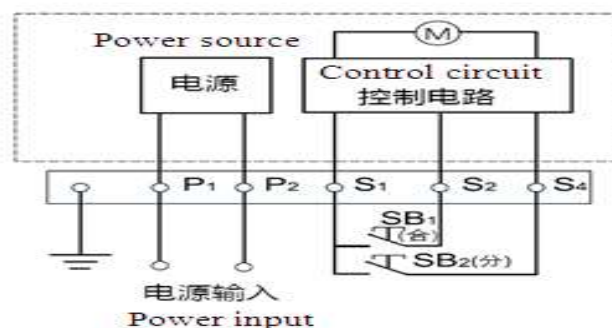 M
Power source
电源
Control circuit
控制电路
P1 P2 S1 S2 S4
SB1
(合)
SB2(分)
电源输入
Power input